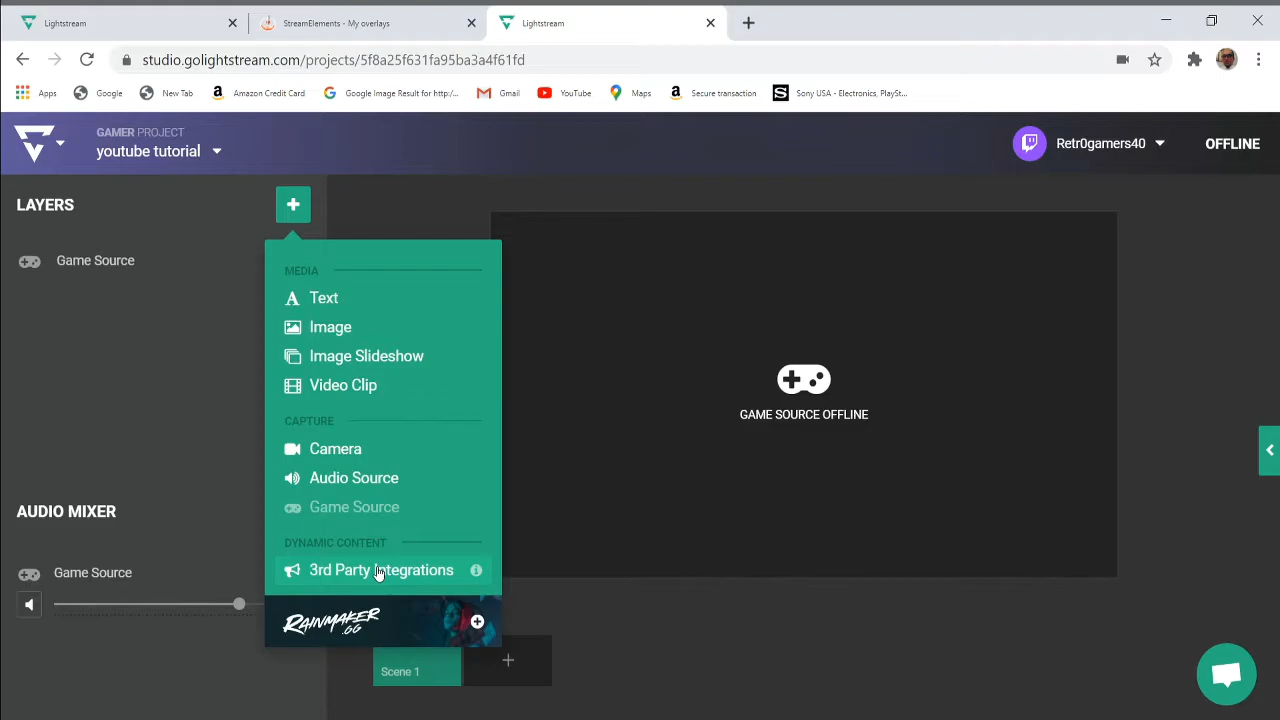 Lightstream
StreamElements - My overlays
Lightstream
studio.golightstream.com/projects/5f8a25f631fa95ba3a4f61fd
Apps
Google
New Tab
Amazon Credit Card
Google Image Result for http:/...
Gmail
YouTube
Maps
Secure transaction
S
Sony USA - Electronics, PlaySt...
GAMER PROJECT
youtube tutorial
Retr0gamers40
OFFLINE
LAYERS
Game Source
MEDIA
Text
Image
Image Slideshow
Video Clip
CAPTURE
Camera
Audio Source
Game Source
DYNAMIC CONTENT
3rd Party Integrations
RAINMAKER
.GG
GAME SOURCE OFFLINE
AUDIO MIXER
Game Source
Scene 1